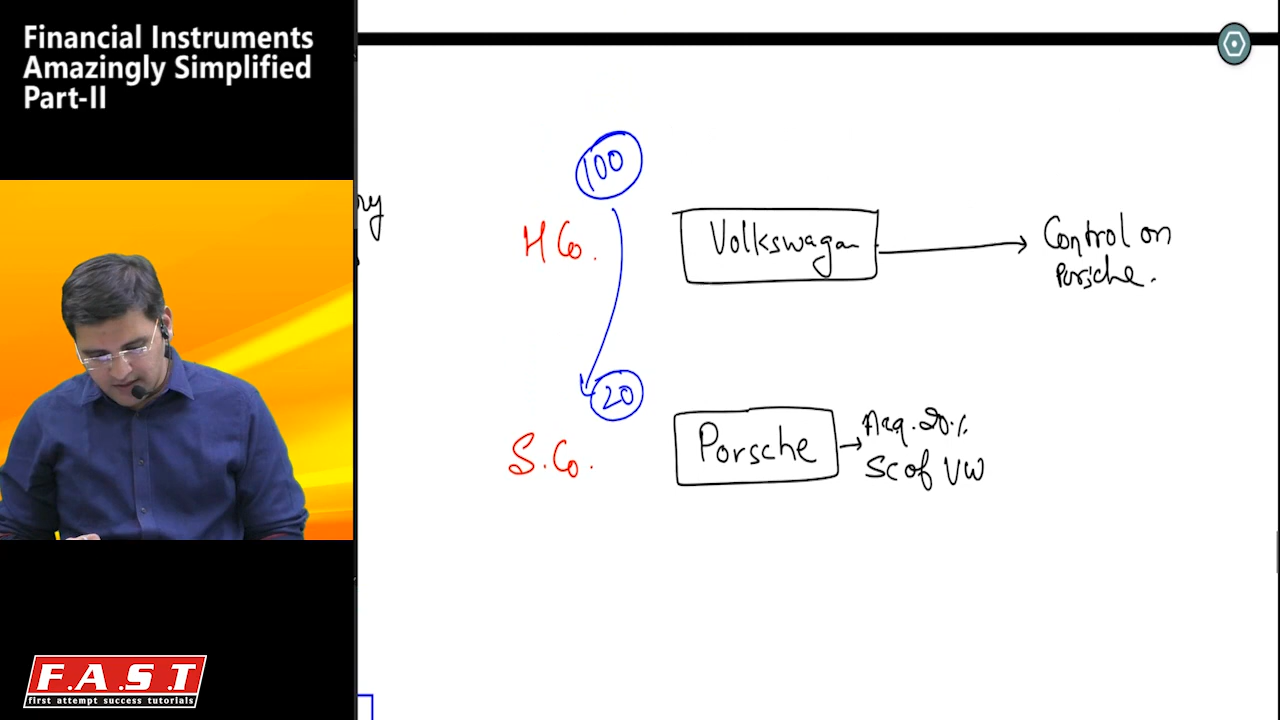 Financial Instruments
Amazingly Simplified
Part-II
100
H Co.
Volkswagan
Control on
Porsche.
20
S. Co.
Porsche
Acq. 20%
SC of VW
F.A.S.T
first attempt success tutorials